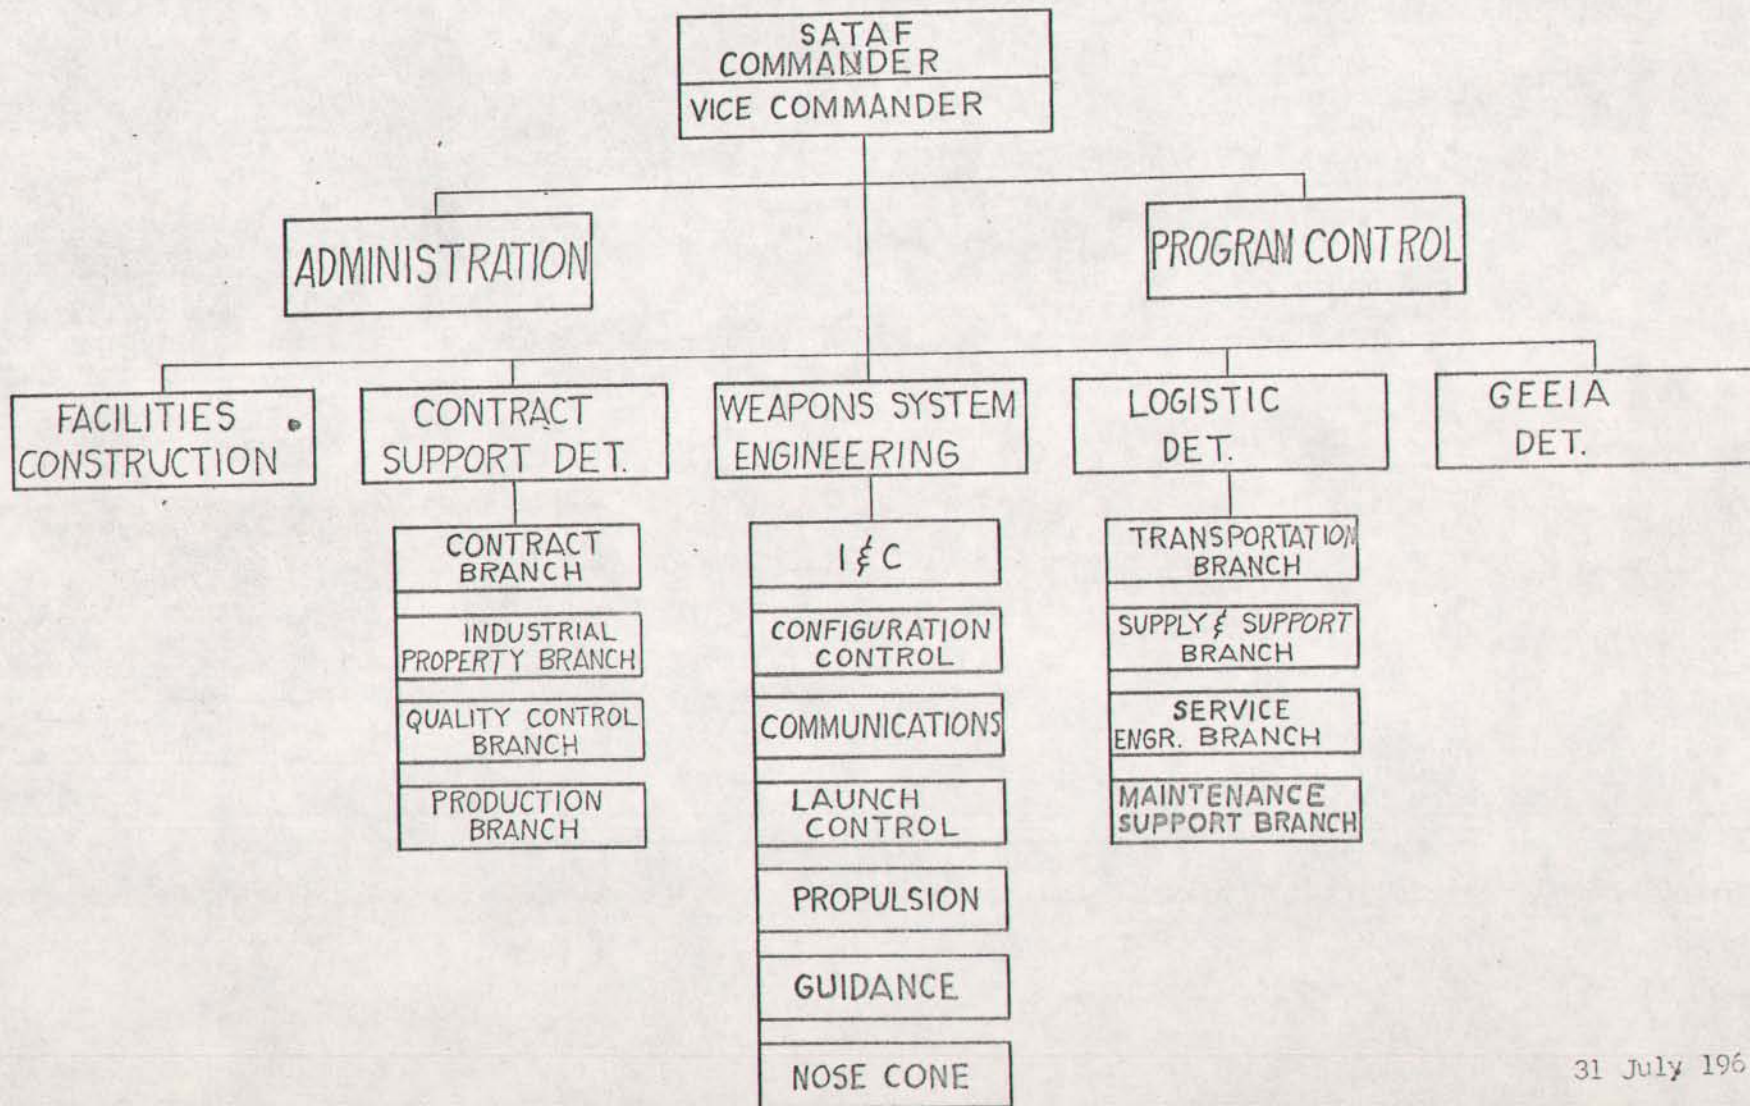 SATAF
COMMANDER
VICE COMMANDER
ADMINISTRATION
PROGRAM CONTROL
FACILITIES
CONSTRUCTION
CONTRACT
SUPPORT DET.
WEAPONS SYSTEM
ENGINEERING
LOGISTIC
DET.
GEEIA
DET.
CONTRACT
BRANCH
INDUSTRIAL
PROPERTY BRANCH
QUALITY CONTROL
BRANCH
PRODUCTION
BRANCH
I & C
CONFIGURATION
CONTROL
COMMUNICATIONS
LAUNCH
CONTROL
PROPULSION
GUIDANCE
NOSE CONE
TRANSPORTATION
BRANCH
SUPPLY & SUPPORT
BRANCH
SERVICE
ENGR. BRANCH
MAINTENANCE
SUPPORT BRANCH
31 July 196